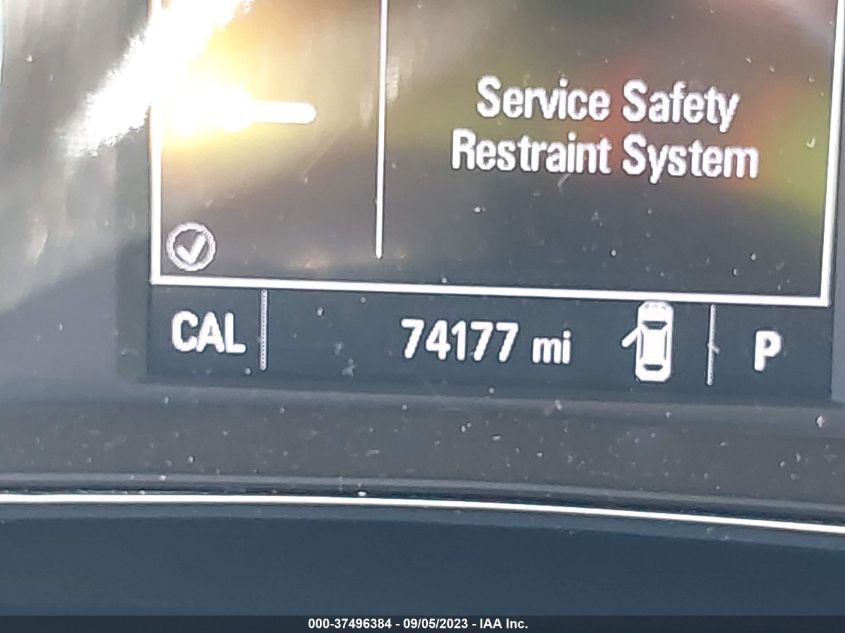 Service Safety
Restraint System
CAL 74177 mi P
000-37496384 - 09/05/2023 - IAA Inc.